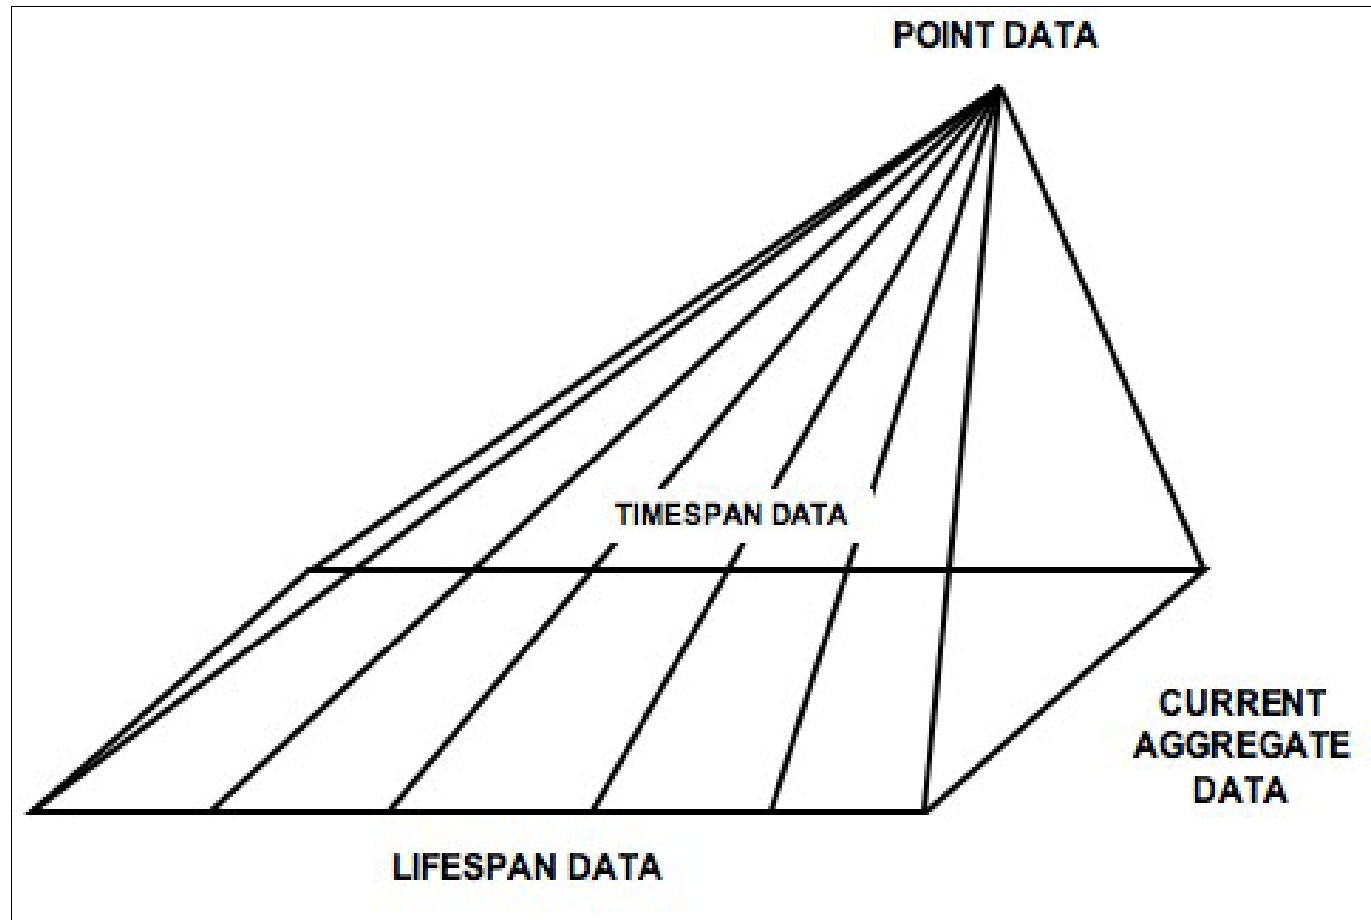 POINT DATA
TIMESPAN DATA
CURRENT
AGGREGATE
DATA
LIFESPAN DATA